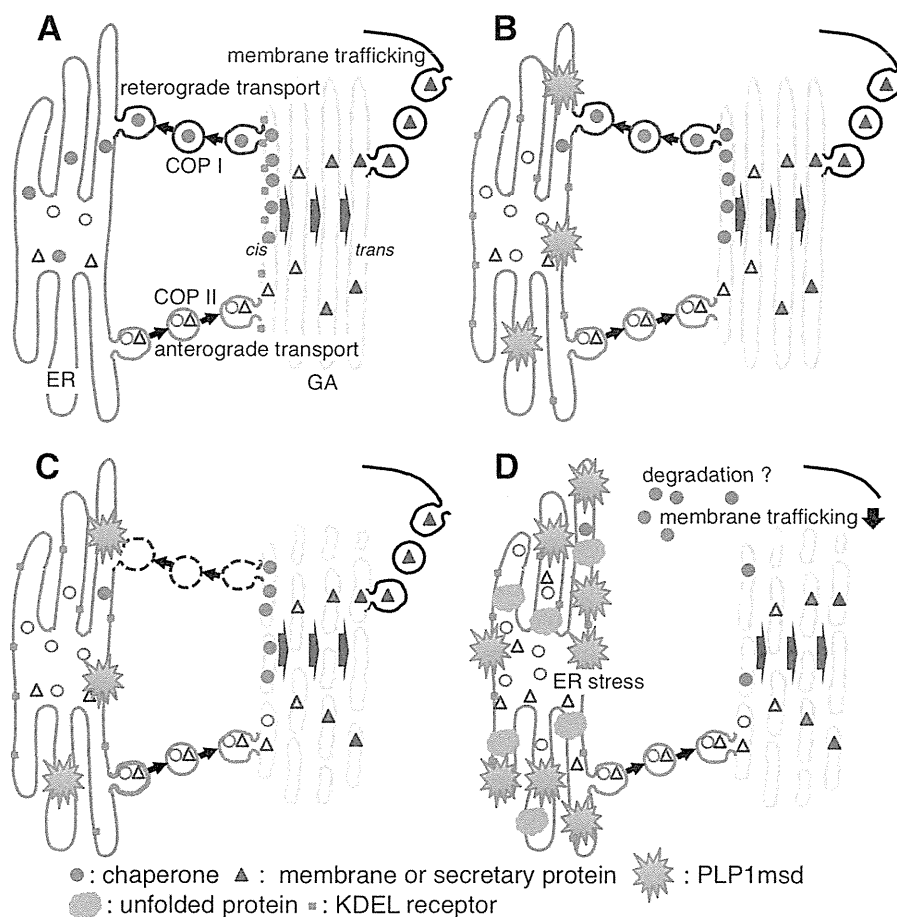 A
membrane trafficking
reterograde transport
COP I
cis
trans
COP II
anterograde transport
ER
GA
B
C
D
degradation ?
membrane trafficking
ER stress
: chaperone : membrane or secretary protein : PLP1msd
: unfolded protein : KDEL receptor